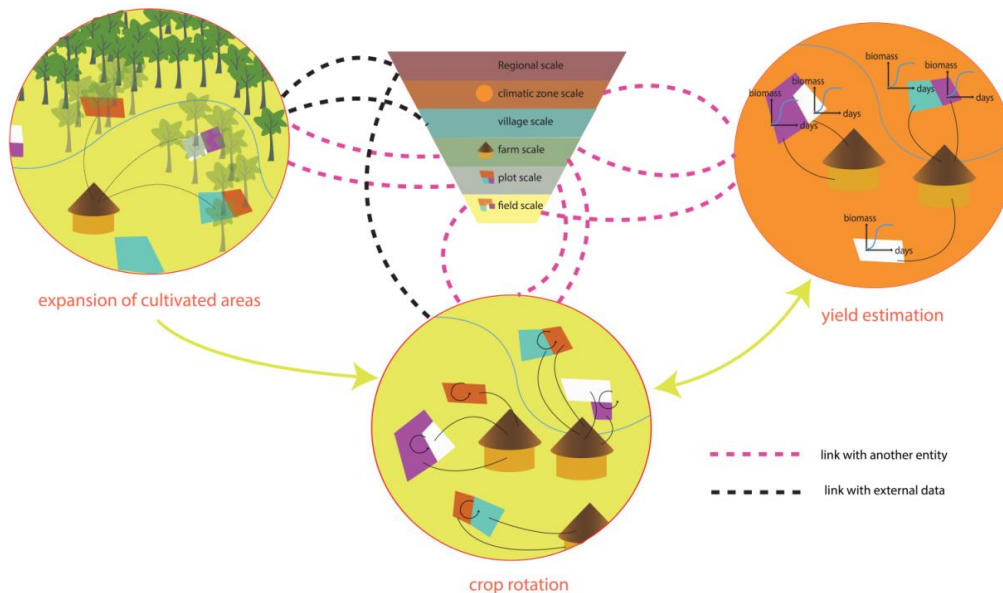 Regional scale
climatic zone scale
village scale
farm scale
plot scale
field scale
biomass
days
biomass
days
biomass
days
biomass
days
biomass
days
expansion of cultivated areas
yield estimation
link with another entity
link with external data
crop rotation